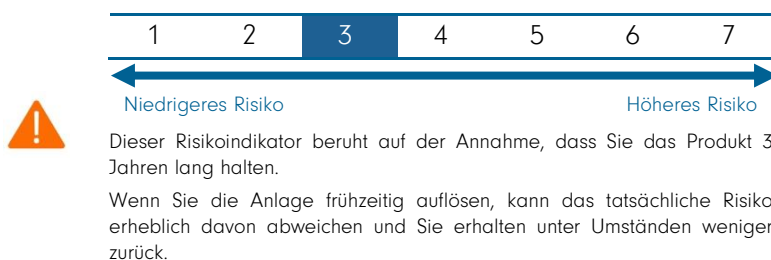 1 2 3 4 5 6 7
Niedrigeres Risiko Höheres Risiko
Dieser Risikoindikator beruht auf der Annahme, dass Sie das Produkt 3
Jahren lang halten.
Wenn Sie die Anlage frühzeitig auflösen, kann das tatsächliche Risiko
erheblich davon abweichen und Sie erhalten unter Umständen weniger
zurück.